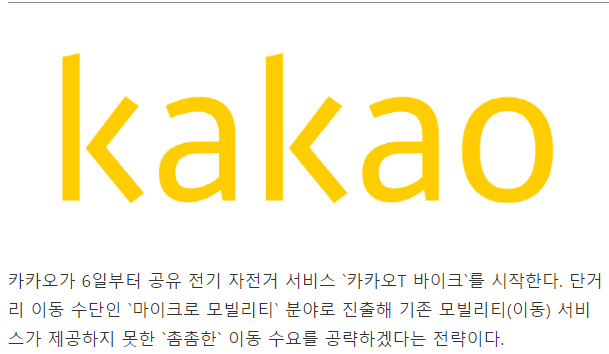 kakao
카카오가 6일부터 공유 전기 자전거 서비스 `카카오T 바이크`를 시작한다. 단거
리 이동 수단인 `마이크로 모빌리티` 분야로 진출해 기존 모빌리티(이동) 서비
스가 제공하지 못한 `촘촘한` 이동 수요를 공략하겠다는 전략이다.